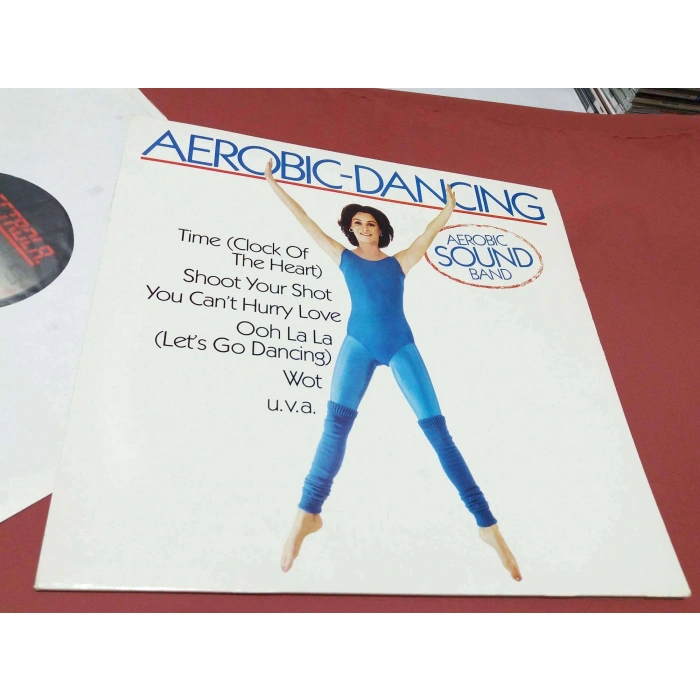 AEROBIC-DANCING
AEROBIC
SOUND
BAND
Time (Clock Of
The Heart)
Shoot Your Shot
You Can't Hurry Love
Ooh La La
(Let's Go Dancing)
Wot
u.v.a.